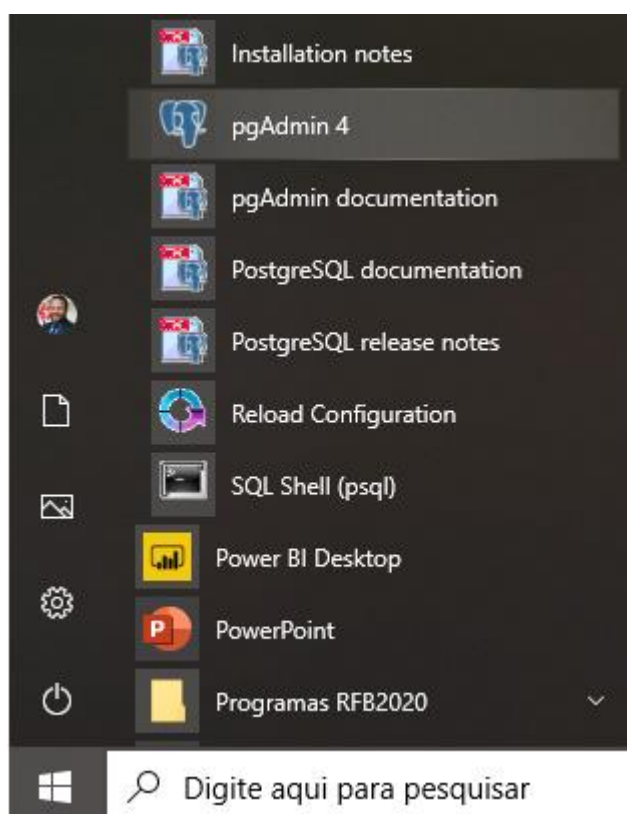 Installation notes
pgAdmin 4
pgAdmin documentation
PostgreSQL documentation
PostgreSQL release notes
Reload Configuration
SQL Shell (psql)
Power BI Desktop
PowerPoint
Programas RFB2020
Digite aqui para pesquisar